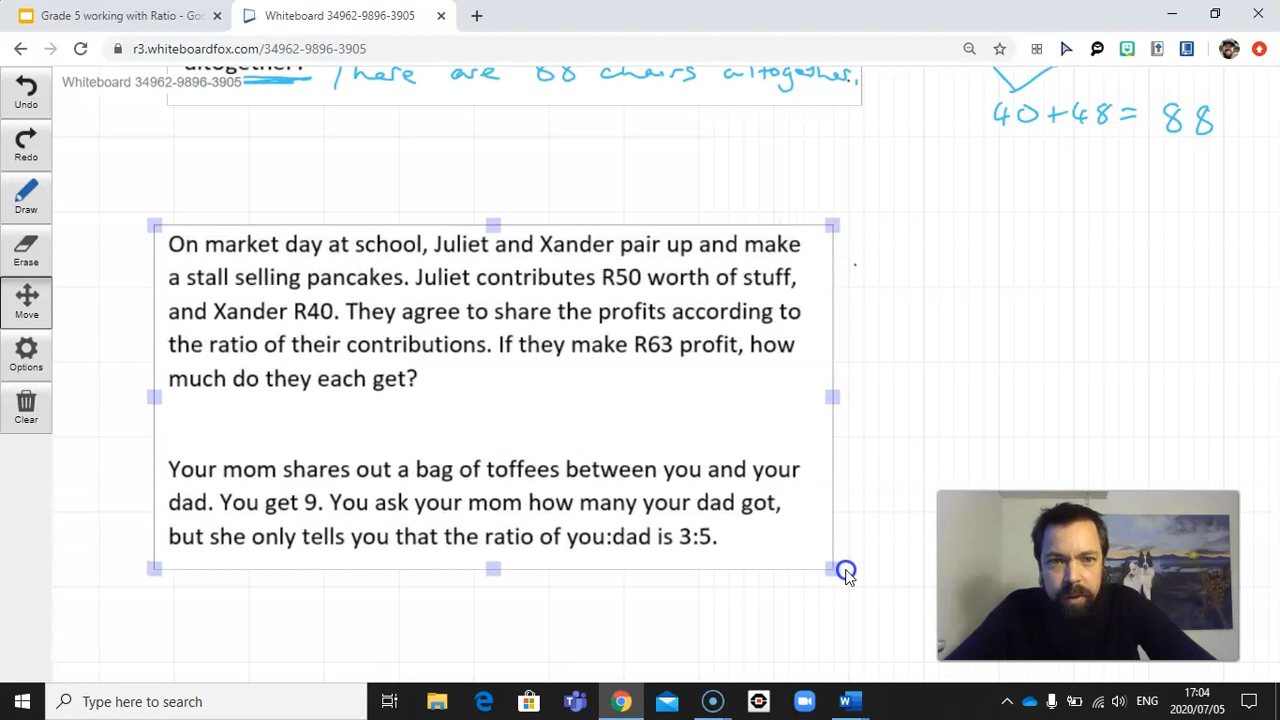 Grade 5 working with Ratio - Goo
Whiteboard 34962-9896-3905
r3.whiteboardfox.com/34962-9896-3905
Undo
Redo
Draw
Erase
Move
Options
Clear
altogether? There are 88 chairs altogether.
Whiteboard 34962-9896-3905
40+48= 88
On market day at school, Juliet and Xander pair up and make
a stall selling pancakes. Juliet contributes R50 worth of stuff,
and Xander R40. They agree to share the profits according to
the ratio of their contributions. If they make R63 profit, how
much do they each get?
Your mom shares out a bag of toffees between you and your
dad. You get 9. You ask your mom how many your dad got,
but she only tells you that the ratio of you:dad is 3:5.
Type here to search
ENG
17:04
2020/07/05